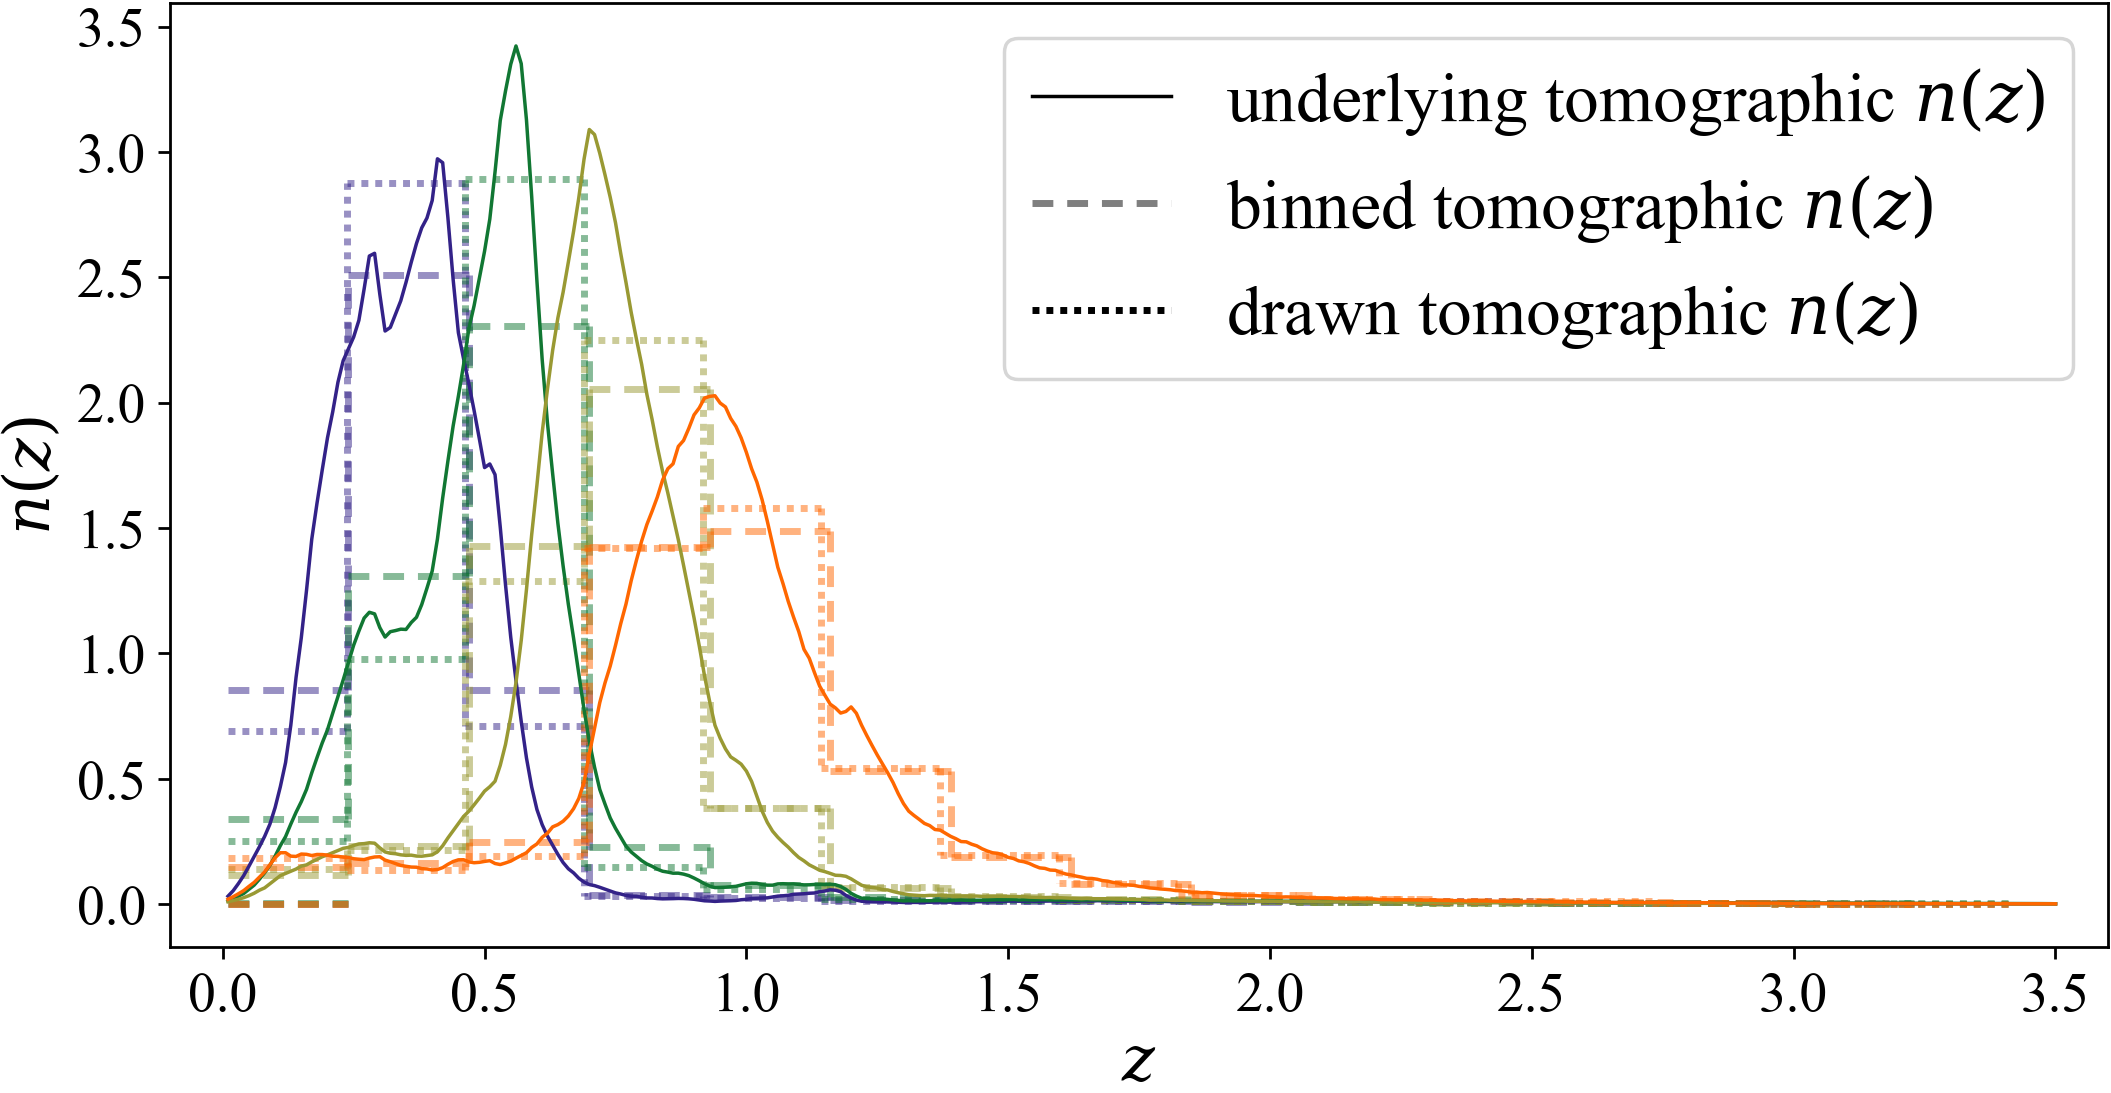 3.5
3.0
2.5
2.0
1.5
1.0
0.5
0.0
n(z)
underlying tomographic n(z)
binned tomographic n(z)
drawn tomographic n(z)
0.0 0.5 1.0 1.5 2.0 2.5 3.0 3.5
z